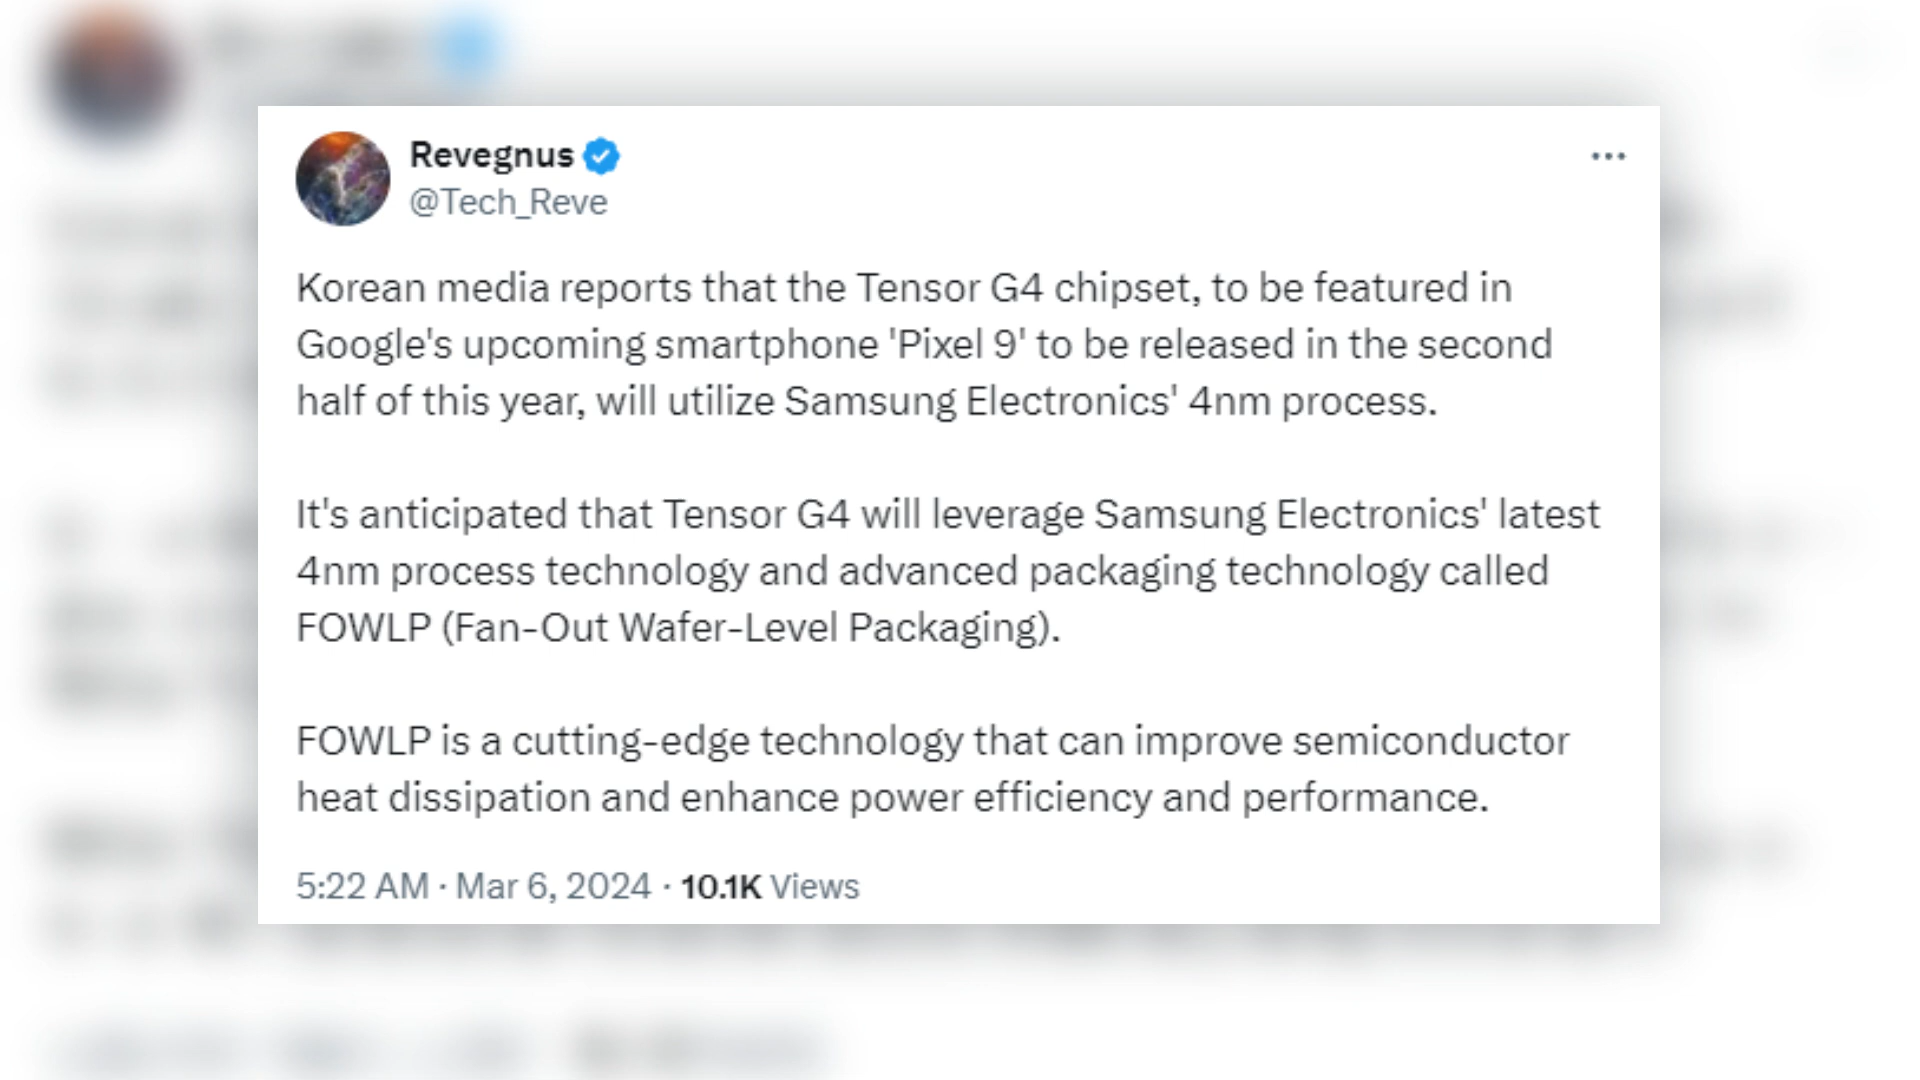 Revegnus
@Tech_Reve
Korean media reports that the Tensor G4 chipset, to be featured in
Google's upcoming smartphone 'Pixel 9' to be released in the second
half of this year, will utilize Samsung Electronics' 4nm process.
It's anticipated that Tensor G4 will leverage Samsung Electronics' latest
4nm process technology and advanced packaging technology called
FOWLP (Fan-Out Wafer-Level Packaging).
FOWLP is a cutting-edge technology that can improve semiconductor
heat dissipation and enhance power efficiency and performance.
5:22 AM · Mar 6, 2024 · 10.1K Views